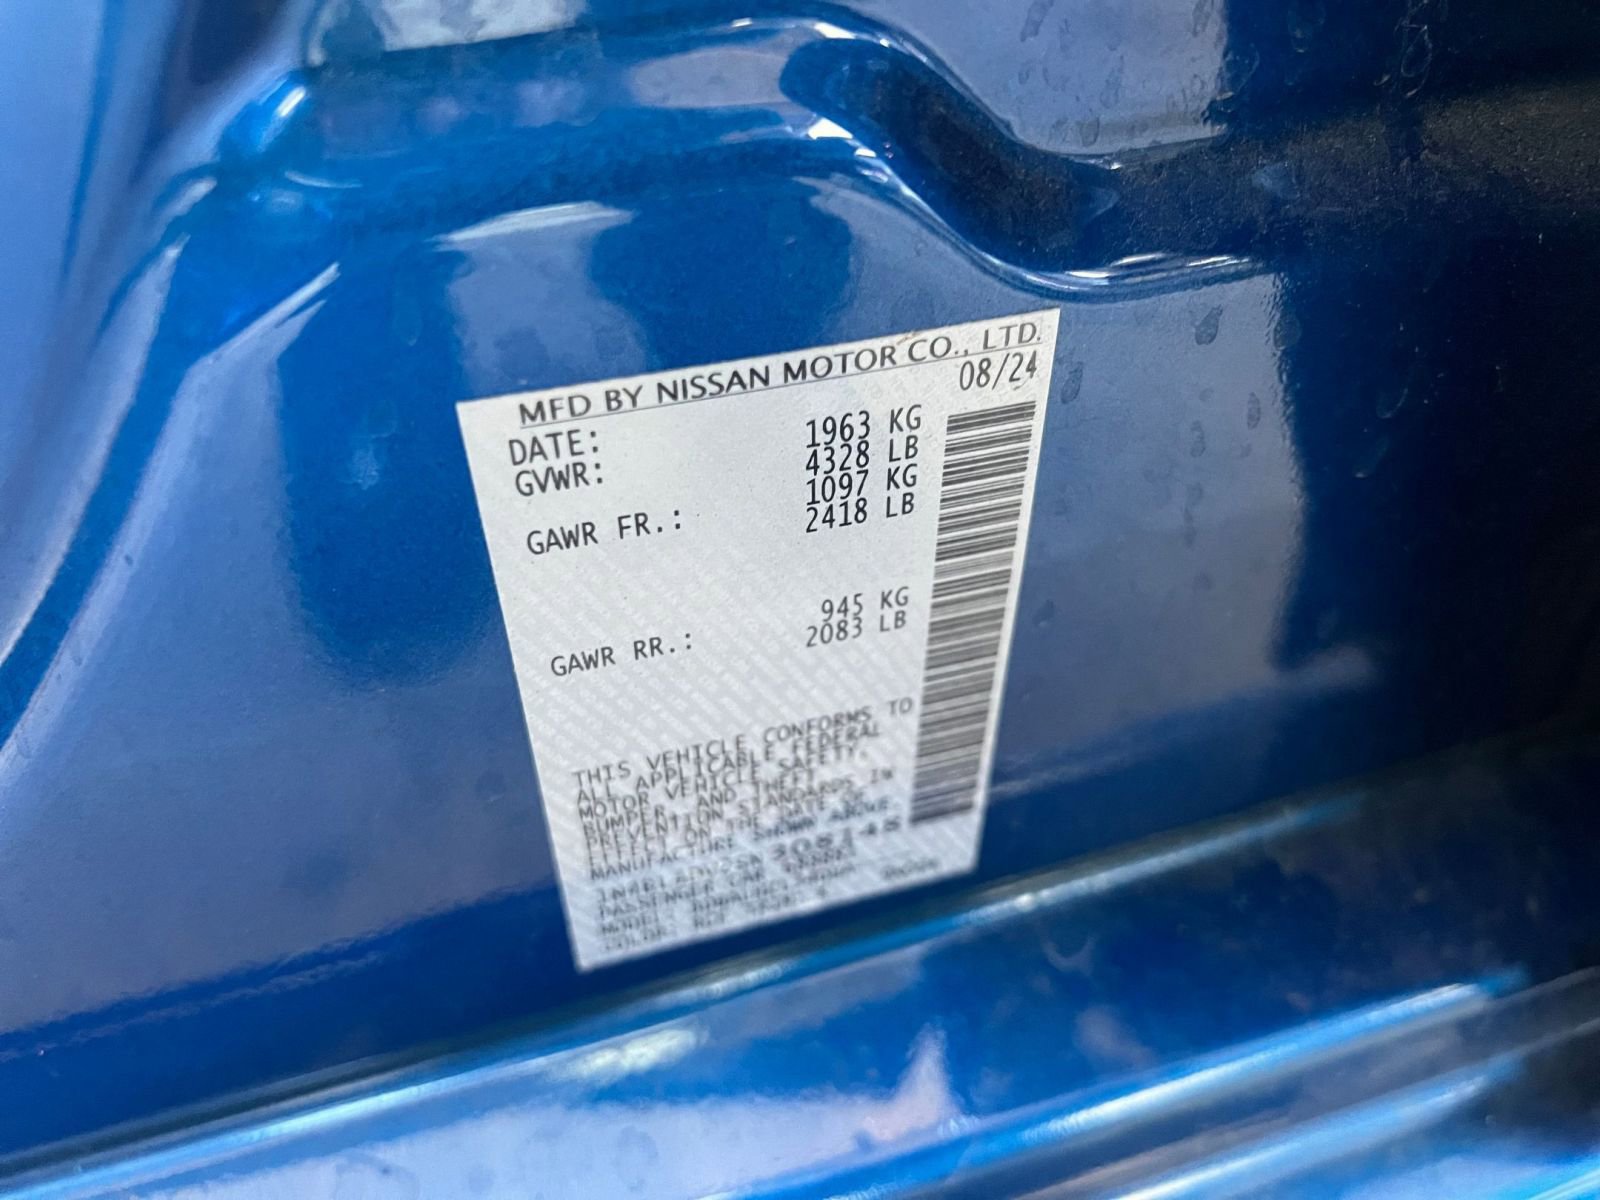 MFD BY NISSAN MOTOR CO., LTD.
DATE: 08/24
GVWR: 1963 KG
4328 LB
GAWR FR.: 1097 KG
2418 LB
GAWR RR.: 945 KG
2083 LB
THIS VEHICLE CONFORMS TO
ALL APPLICABLE FEDERAL
MOTOR VEHICLE SAFETY,
BUMPER, AND THEFT
PREVENTION STANDARDS IN
EFFECT ON THE DATE OF
MANUFACTURE SHOWN ABOVE
PASSENGER CAR
MODEL:
COLOR: